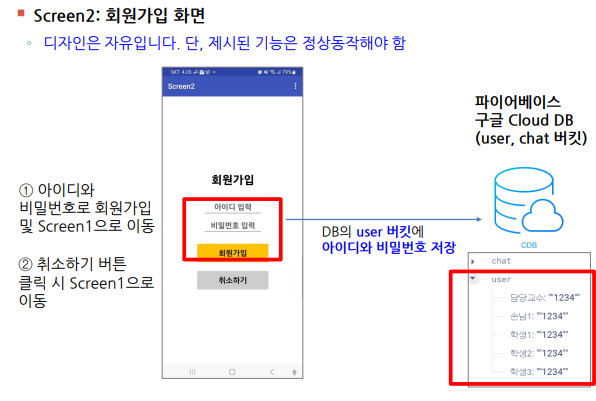 Screen2: 회원가입 화면
디자인은 자유입니다. 단, 제시된 기능은 정상동작해야 함
① 아이디와
비밀번호로 회원가입
및 Screen1으로 이동
② 취소하기 버튼
클릭 시 Screen1으로
이동
SKT 4:26
79%
Screen2
회원가입
아이디 입력
비밀번호 입력
회원가입
취소하기
DB의 user 버킷에
아이디와 비밀번호 저장
파이어베이스
구글 Cloud DB
(user, chat 버킷)
CDB
chat
user
담당교수: ""1234""
손님1: ""1234""
학생1: ""1234""
학생2: ""1234""
학생3: ""1234""